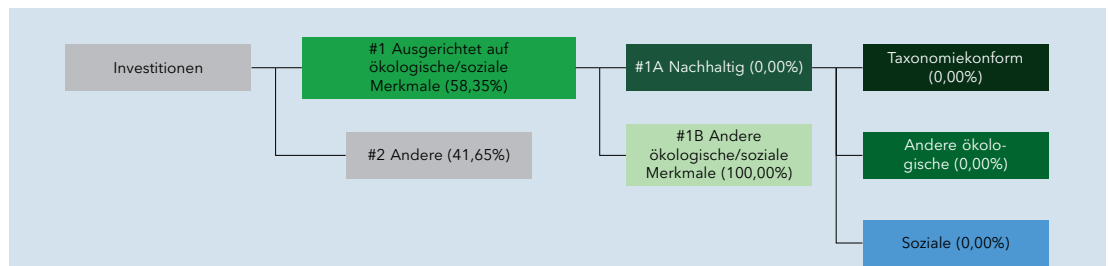 Investitionen
#1 Ausgerichtet auf
ökologische/soziale
Merkmale (58,35%)
#2 Andere (41,65%)
#1A Nachhaltig (0,00%)
#1B Andere
ökologische/soziale
Merkmale (100,00%)
Taxonomiekonform
(0,00%)
Andere ökolo-
gische (0,00%)
Soziale (0,00%)